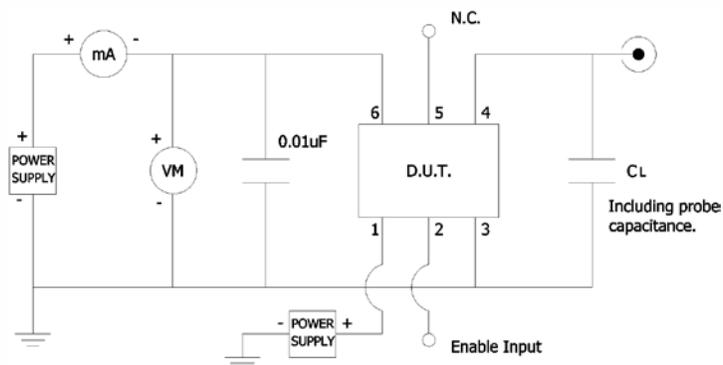 N.C.
+
mA
-
6
5
4
+
POWER
SUPPLY
-
+
VM
-
0.01uF
D.U.T.
CL
Including probe
capacitance.
1
2
3
-
POWER
SUPPLY
+
Enable Input